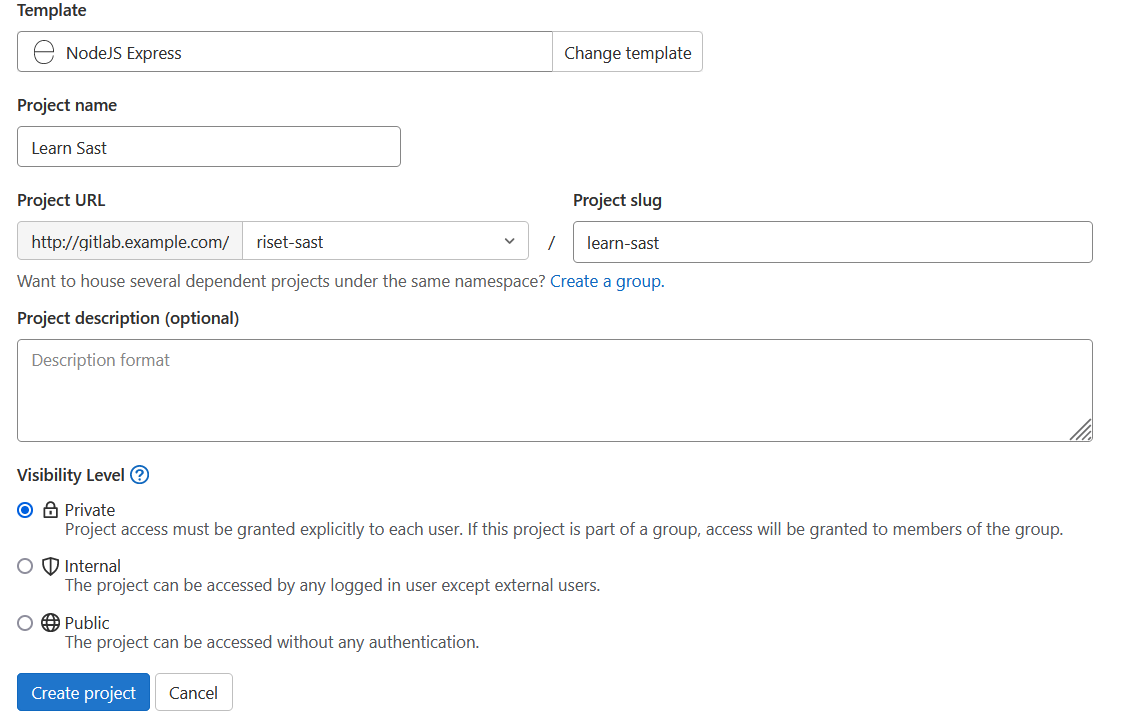 Template
NodeJS Express
Change template
Project name
Learn Sast
Project URL
Project slug
http://gitlab.example.com/
riset-sast
/
learn-sast
Want to house several dependent projects under the same namespace? Create a group.
Project description (optional)
Description format
Visibility Level
Private
Project access must be granted explicitly to each user. If this project is part of a group, access will be granted to members of the group.
Internal
The project can be accessed by any logged in user except external users.
Public
The project can be accessed without any authentication.
Create project
Cancel